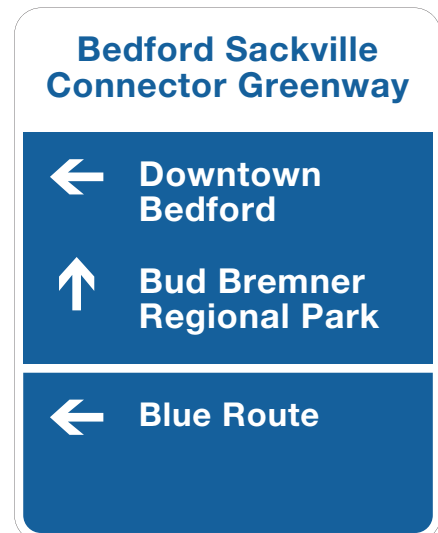 Bedford Sackville
Connector Greenway
Downtown
Bedford
Bud Bremner
Regional Park
Blue Route